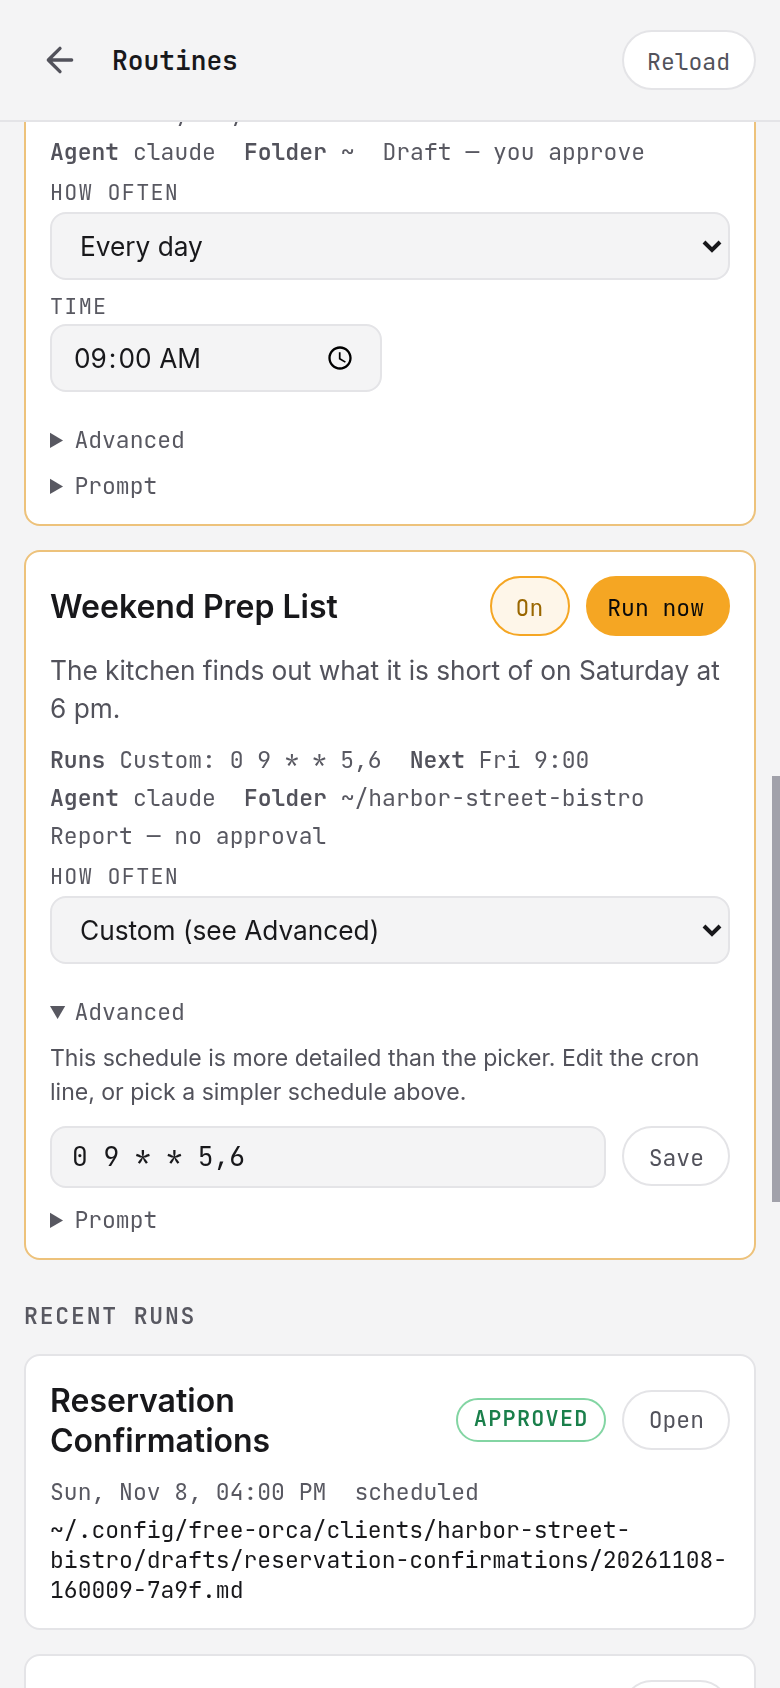 Routines
Reload
Agent claude  Folder ~  Draft — you approve
HOW OFTEN
Every day
TIME
09:00 AM
Advanced
Prompt
Weekend Prep List
On
Run now
The kitchen finds out what it is short of on Saturday at
6 pm.
Runs Custom: 0 9 * * 5,6  Next Fri 9:00
Agent claude  Folder ~/harbor-street-bistro
Report — no approval
HOW OFTEN
Custom (see Advanced)
Advanced
This schedule is more detailed than the picker. Edit the cron
line, or pick a simpler schedule above.
0 9 * * 5,6
Save
Prompt
RECENT RUNS
Reservation
Confirmations
APPROVED
Open
Sun, Nov 8, 04:00 PM  scheduled
~/.config/free-orca/clients/harbor-street-
bistro/drafts/reservation-confirmations/20261108-
160009-7a9f.md